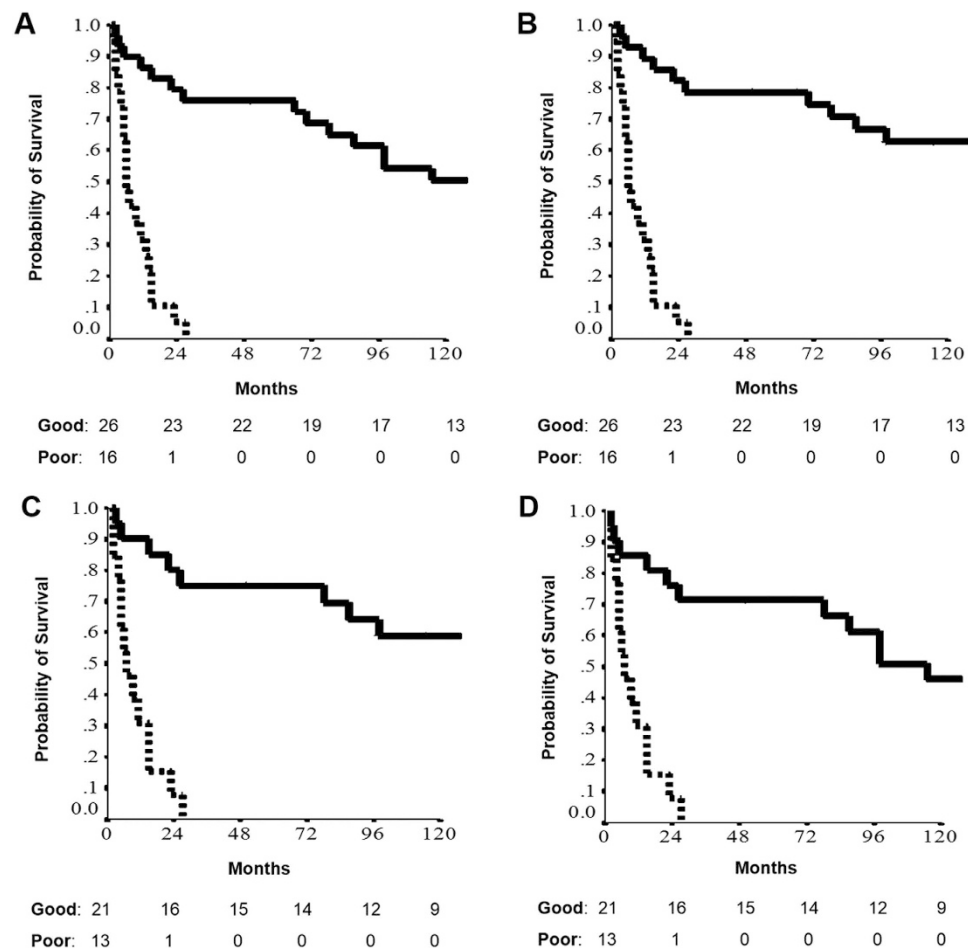 A
Probability of Survival
1.0
.9
.8
.7
.6
.5
.4
.3
.2
.1
0.0
0 24 48 72 96 120
Months
Good: 26 23 22 19 17 13
Poor: 16 1 0 0 0 0
B
Probability of Survival
1.0
.9
.8
.7
.6
.5
.4
.3
.2
.1
0.0
0 24 48 72 96 120
Months
Good: 26 23 22 19 17 13
Poor: 16 1 0 0 0 0
C
Probability of Survival
1.0
.9
.8
.7
.6
.5
.4
.3
.2
.1
0.0
0 24 48 72 96 120
Months
Good: 21 16 15 14 12 9
Poor: 13 1 0 0 0 0
D
Probability of Survival
1.0
.9
.8
.7
.6
.5
.4
.3
.2
.1
0.0
0 24 48 72 96 120
Months
Good: 21 16 15 14 12 9
Poor: 13 1 0 0 0 0